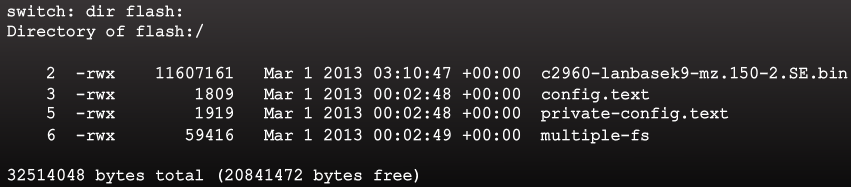 switch: dir flash:
Directory of flash:/
2 -rwx 11607161 Mar 1 2013 03:10:47 +00:00 c2960-lanbasek9-mz.150-2.SE.bin
3 -rwx 1809 Mar 1 2013 00:02:48 +00:00 config.text
5 -rwx 1919 Mar 1 2013 00:02:48 +00:00 private-config.text
6 -rwx 59416 Mar 1 2013 00:02:49 +00:00 multiple-fs
32514048 bytes total (20841472 bytes free)